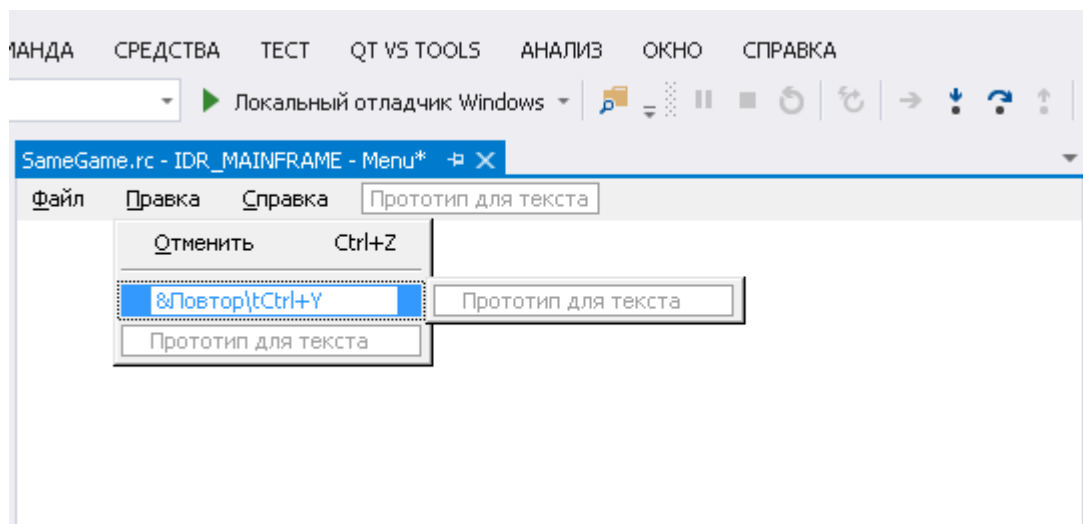 МАНДА СРЕДСТВА ТЕСТ QT VS TOOLS АНАЛИЗ ОКНО СПРАВКА
Локальный отладчик Windows
SameGame.rc - IDR_MAINFRAME - Menu*
Файл Правка Справка Прототип для текста
Отменить Ctrl+Z
&Повтор\tCtrl+Y Прототип для текста
Прототип для текста